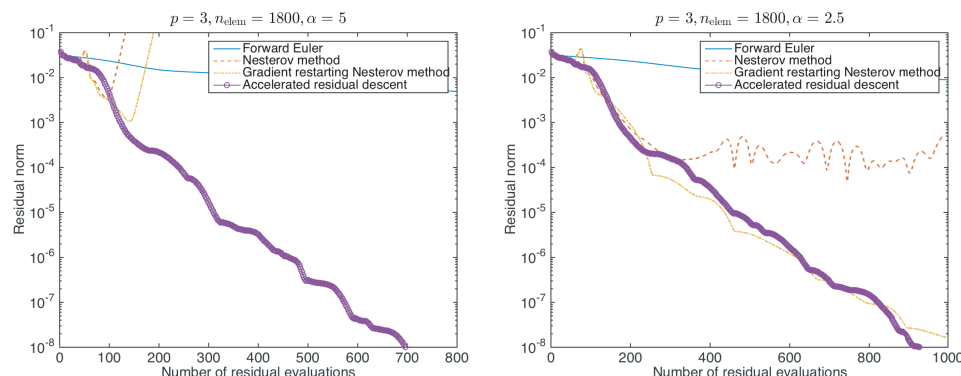 p = 3, n_elem = 1800, α = 5
10^-1
10^-2
10^-3
10^-4
10^-5
10^-6
10^-7
10^-8
Residual norm
0 100 200 300 400 500 600 700 800
Number of residual evaluations
Forward Euler
Nesterov method
Gradient restarting Nesterov method
Accelerated residual descent
p = 3, n_elem = 1800, α = 2.5
10^-1
10^-2
10^-3
10^-4
10^-5
10^-6
10^-7
10^-8
Residual norm
0 200 400 600 800 1000
Number of residual evaluations
Forward Euler
Nesterov method
Gradient restarting Nesterov method
Accelerated residual descent